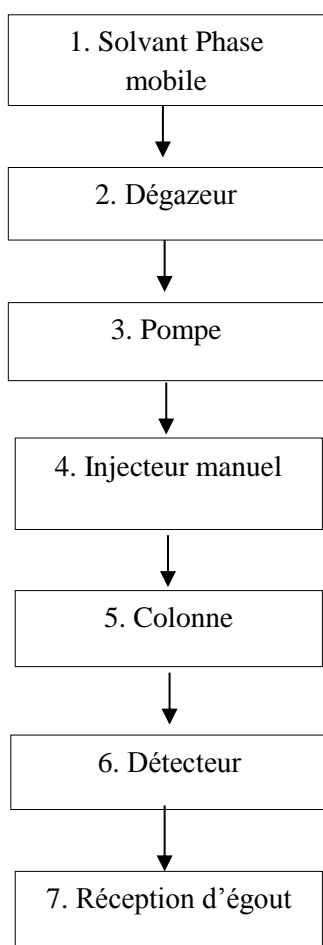 1. Solvant Phase
mobile
2. Dégazeur
3. Pompe
4. Injecteur manuel
5. Colonne
6. Détecteur
7. Réception d’égout